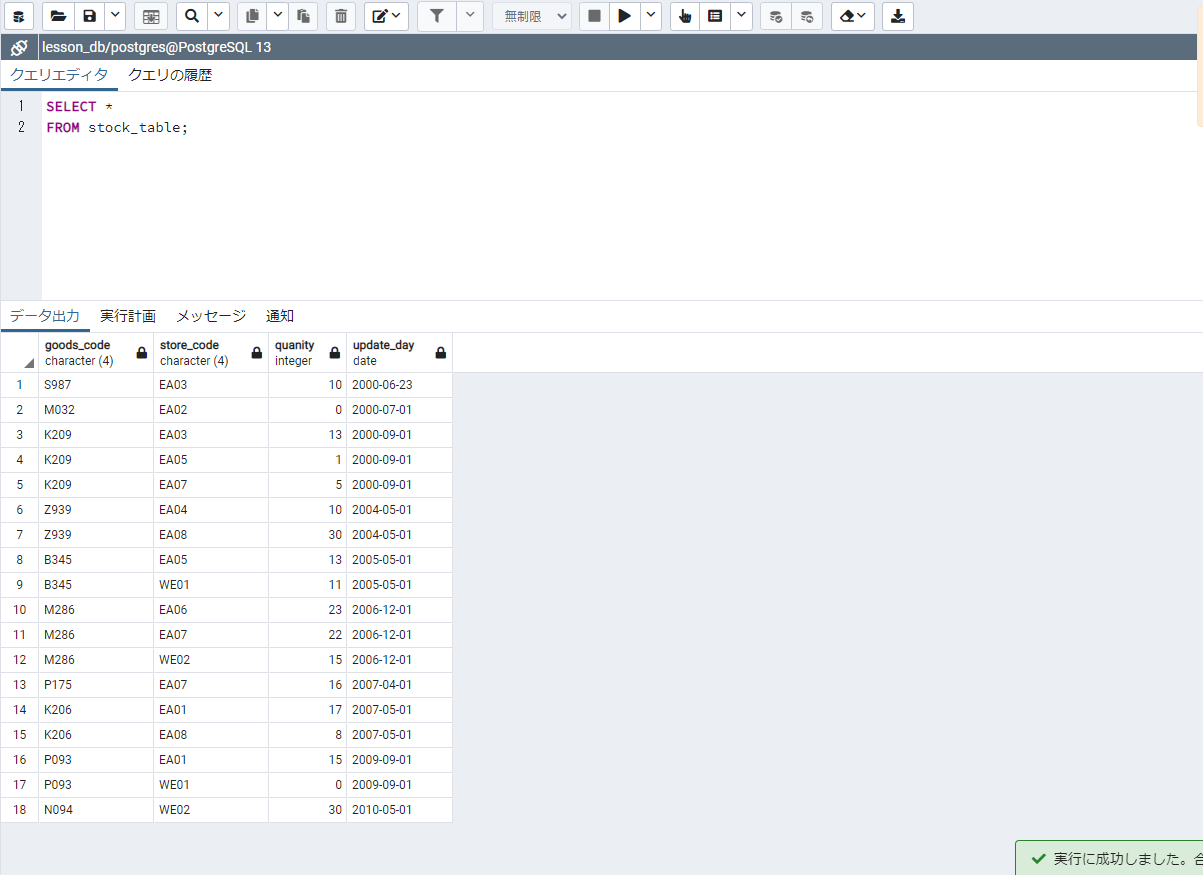 無制限
lesson_db/postgres@PostgreSQL 13
クエリエディタ クエリの履歴
1 SELECT *
2 FROM stock_table;
データ出力 実行計画 メッセージ 通知
goods_code store_code quanity update_day
character (4) character (4) integer date
1 S987 EA03 10 2000-06-23
2 M032 EA02 0 2000-07-01
3 K209 EA03 13 2000-09-01
4 K209 EA05 1 2000-09-01
5 K209 EA07 5 2000-09-01
6 Z939 EA04 10 2004-05-01
7 Z939 EA08 30 2004-05-01
8 B345 EA05 13 2005-05-01
9 B345 WE01 11 2005-05-01
10 M286 EA06 23 2006-12-01
11 M286 EA07 22 2006-12-01
12 M286 WE02 15 2006-12-01
13 P175 EA07 16 2007-04-01
14 K206 EA01 17 2007-05-01
15 K206 EA08 8 2007-05-01
16 P093 EA01 15 2009-09-01
17 P093 WE01 0 2009-09-01
18 N094 WE02 30 2010-05-01
実行に成功しました。合